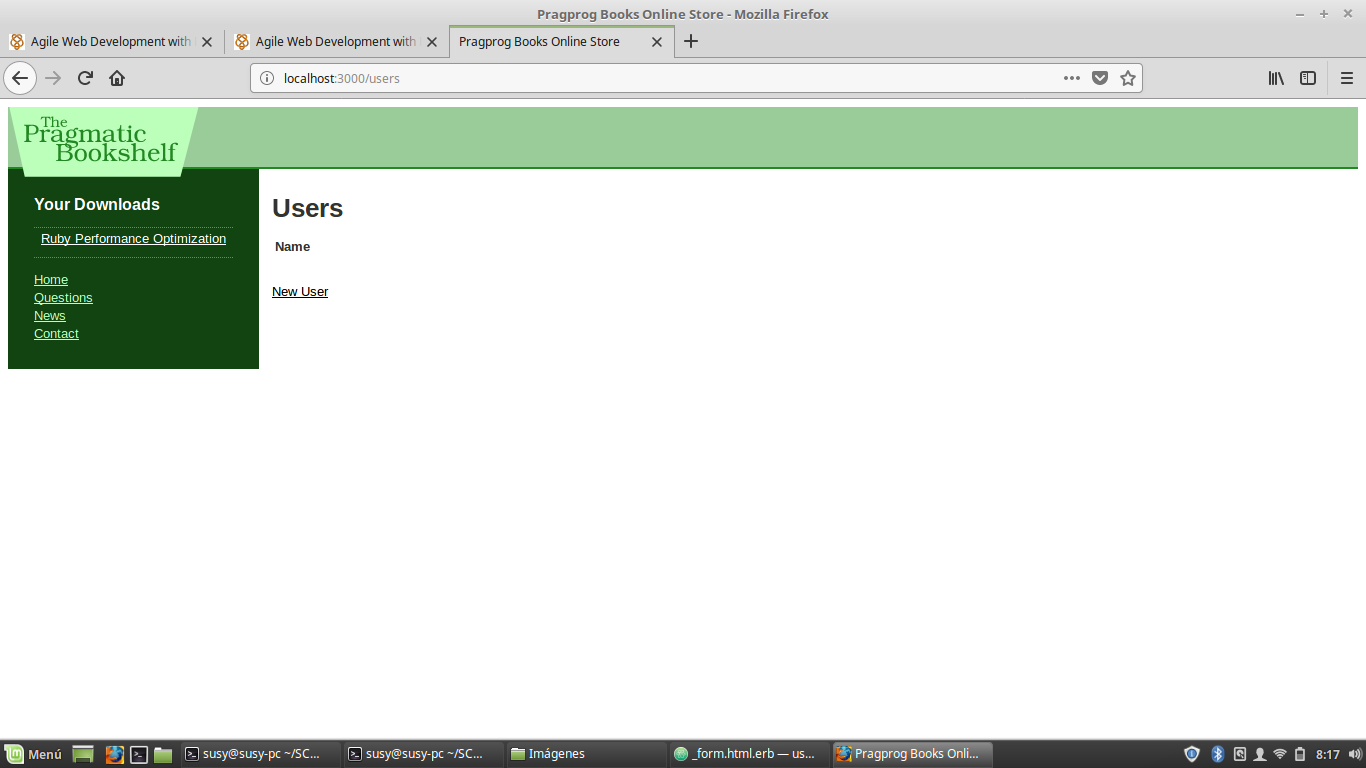 Pragprog Books Online Store - Mozilla Firefox
Agile Web Development with
Agile Web Development with
Pragprog Books Online Store
localhost:3000/users
The
Pragmatic
Bookshelf
Your Downloads
Ruby Performance Optimization
Home
Questions
News
Contact
Users
Name
New User
Menú
susy@susy-pc ~/SC...
susy@susy-pc ~/SC...
Imágenes
_form.html.erb — us...
Pragprog Books Onli...
8:17